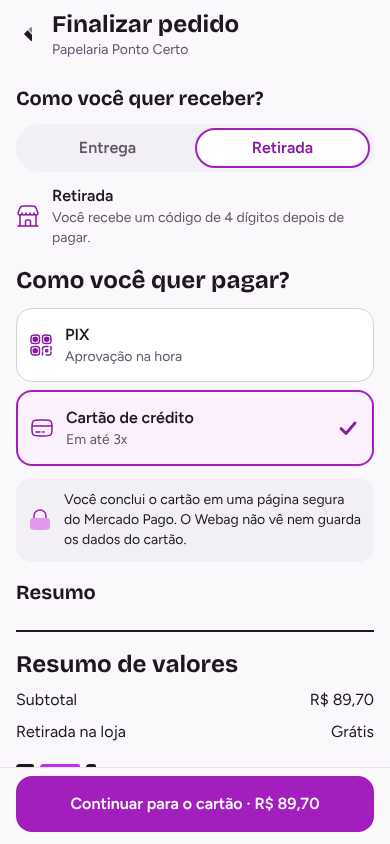 Finalizar pedido
Papelaria Ponto Certo
Como você quer receber?
Entrega
Retirada
Retirada
Você recebe um código de 4 dígitos depois de
pagar.
Como você quer pagar?
PIX
Aprovação na hora
Cartão de crédito
Em até 3x
Você conclui o cartão em uma página segura
do Mercado Pago. O Webag não vê nem guarda
os dados do cartão.
Resumo
Resumo de valores
Subtotal R$ 89,70
Retirada na loja Grátis
Continuar para o cartão · R$ 89,70